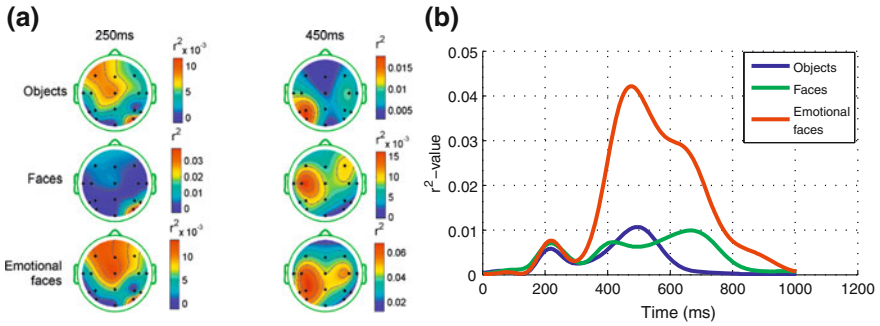 (a)
250ms
450ms
Objects
r² x 10⁻³
10
5
0
r²
0.015
0.01
0.005
Faces
r²
0.03
0.02
0.01
0
r² x 10⁻³
15
10
5
Emotional
faces
r² x 10⁻³
10
5
0
r²
0.06
0.04
0.02
(b)
0.05
0.04
0.03
0.02
0.01
0
r²−value
0 200 400 600 800 1000 1200
Time (ms)
Objects
Faces
Emotional
faces